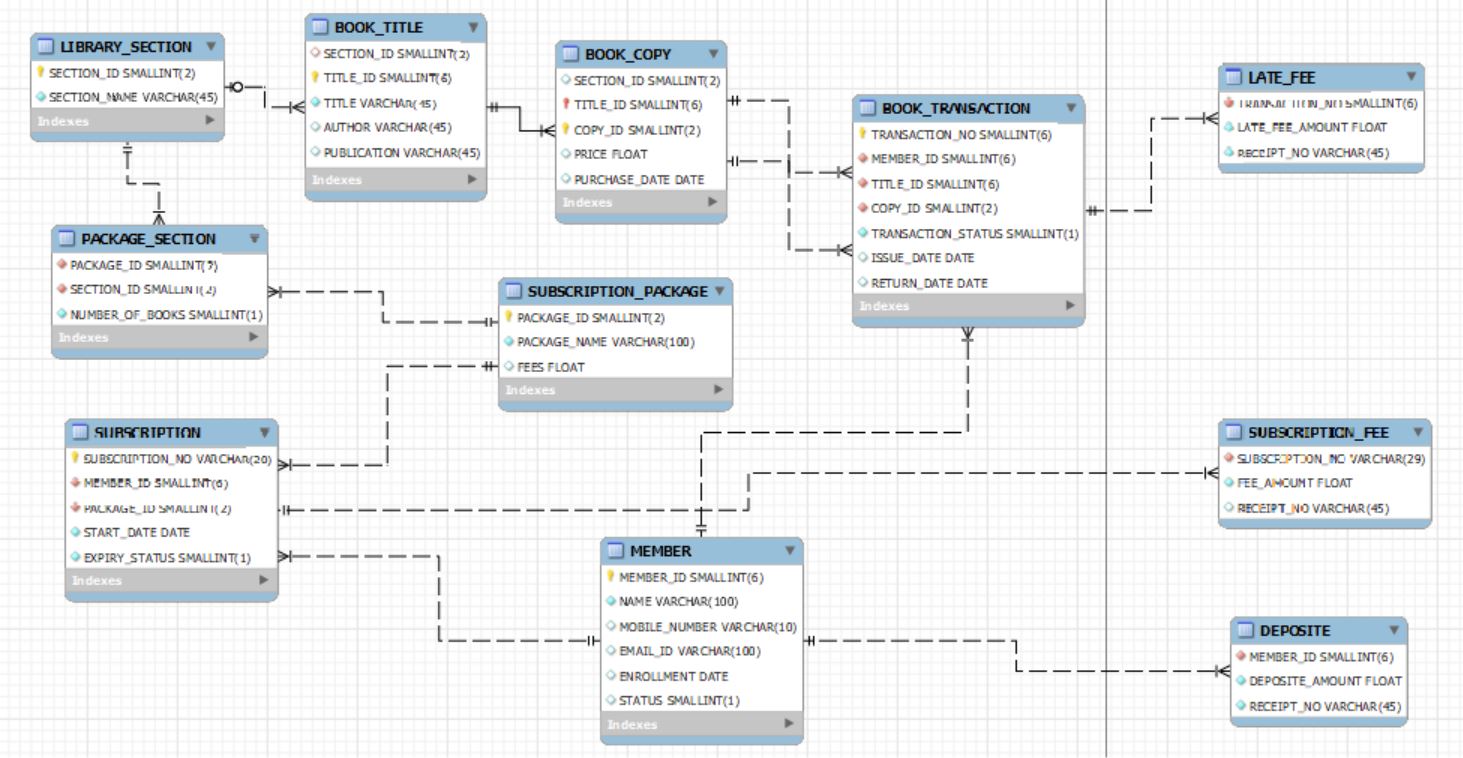 LIBRARY_SECTION
SECTION_ID SMALLINT(2)
SECTION_NAME VARCHAR(45)
Indexes
BOOK_TITLE
SECTION_ID SMALLINT(2)
TITLE_ID SMALLINT(6)
TITLE VARCHAR(45)
AUTHOR VARCHAR(45)
PUBLICATION VARCHAR(45)
Indexes
BOOK_COPY
SECTION_ID SMALLINT(2)
TITLE_ID SMALLINT(6)
COPY_ID SMALLINT(2)
PRICE FLOAT
PURCHASE_DATE DATE
Indexes
BOOK_TRANSACTION
TRANSACTION_NO SMALLINT(6)
MEMBER_ID SMALLINT(6)
TITLE_ID SMALLINT(6)
COPY_ID SMALLINT(2)
TRANSACTION_STATUS SMALLINT(1)
ISSUE_DATE DATE
RETURN_DATE DATE
Indexes
LATE_FEE
TRANSACTION_NO SMALLINT(6)
LATE_FEE_AMOUNT FLOAT
RECEIPT_NO VARCHAR(45)
PACKAGE_SECTION
PACKAGE_ID
SECTION_ID SMALLINT(2)
NUMBER_OF_BOOKS SMALLINT(1)
Indexes
SUBSCRIPTION_PACKAGE
PACKAGE_ID SMALLINT(2)
PACKAGE_NAME VARCHAR(100)
FEES FLOAT
Indexes
SUBSCRIPTION
SUBSCRIPTION_NO VARCHAR(20)
MEMBER_ID SMALLINT(6)
PACKAGE_ID SMALLINT(2)
START_DATE DATE
EXPIRY_STATUS SMALLINT(1)
Indexes
SUBSCRIPTION_FEE
SUBSCRIPTION_NO VARCHAR(29)
FEE_AMOUNT FLOAT
RECEIPT_NO VARCHAR(45)
MEMBER
MEMBER_ID SMALLINT(6)
NAME VARCHAR(100)
MOBILE_NUMBER VARCHAR(10)
EMAIL_ID VARCHAR(100)
ENROLLMENT DATE
STATUS SMALLINT(1)
Indexes
DEPOSITE
MEMBER_ID SMALLINT(6)
DEPOSITE_AMOUNT FLOAT
RECEIPT_NO VARCHAR(45)